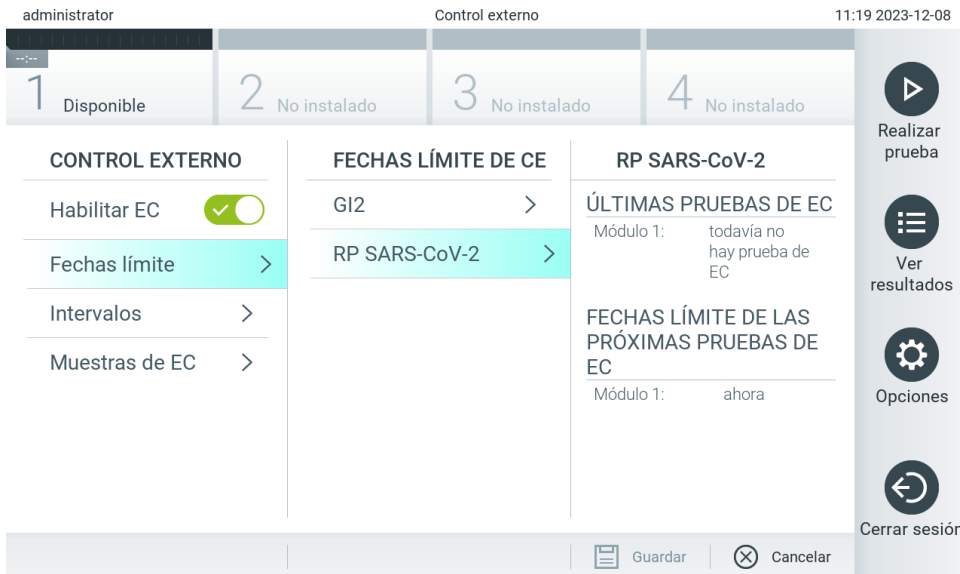 administrator
Control externo
11:19 2023-12-08
--:--
1 Disponible
2 No instalado
3 No instalado
4 No instalado
CONTROL EXTERNO
Habilitar EC
Fechas límite
Intervalos
Muestras de EC
FECHAS LÍMITE DE CE
GI2
RP SARS-CoV-2
RP SARS-CoV-2
ÚLTIMAS PRUEBAS DE EC
Módulo 1: todavía no
hay prueba de
EC
FECHAS LÍMITE DE LAS
PRÓXIMAS PRUEBAS DE
EC
Módulo 1: ahora
Realizar
prueba
Ver
resultados
Opciones
Cerrar sesión
Guardar
Cancelar